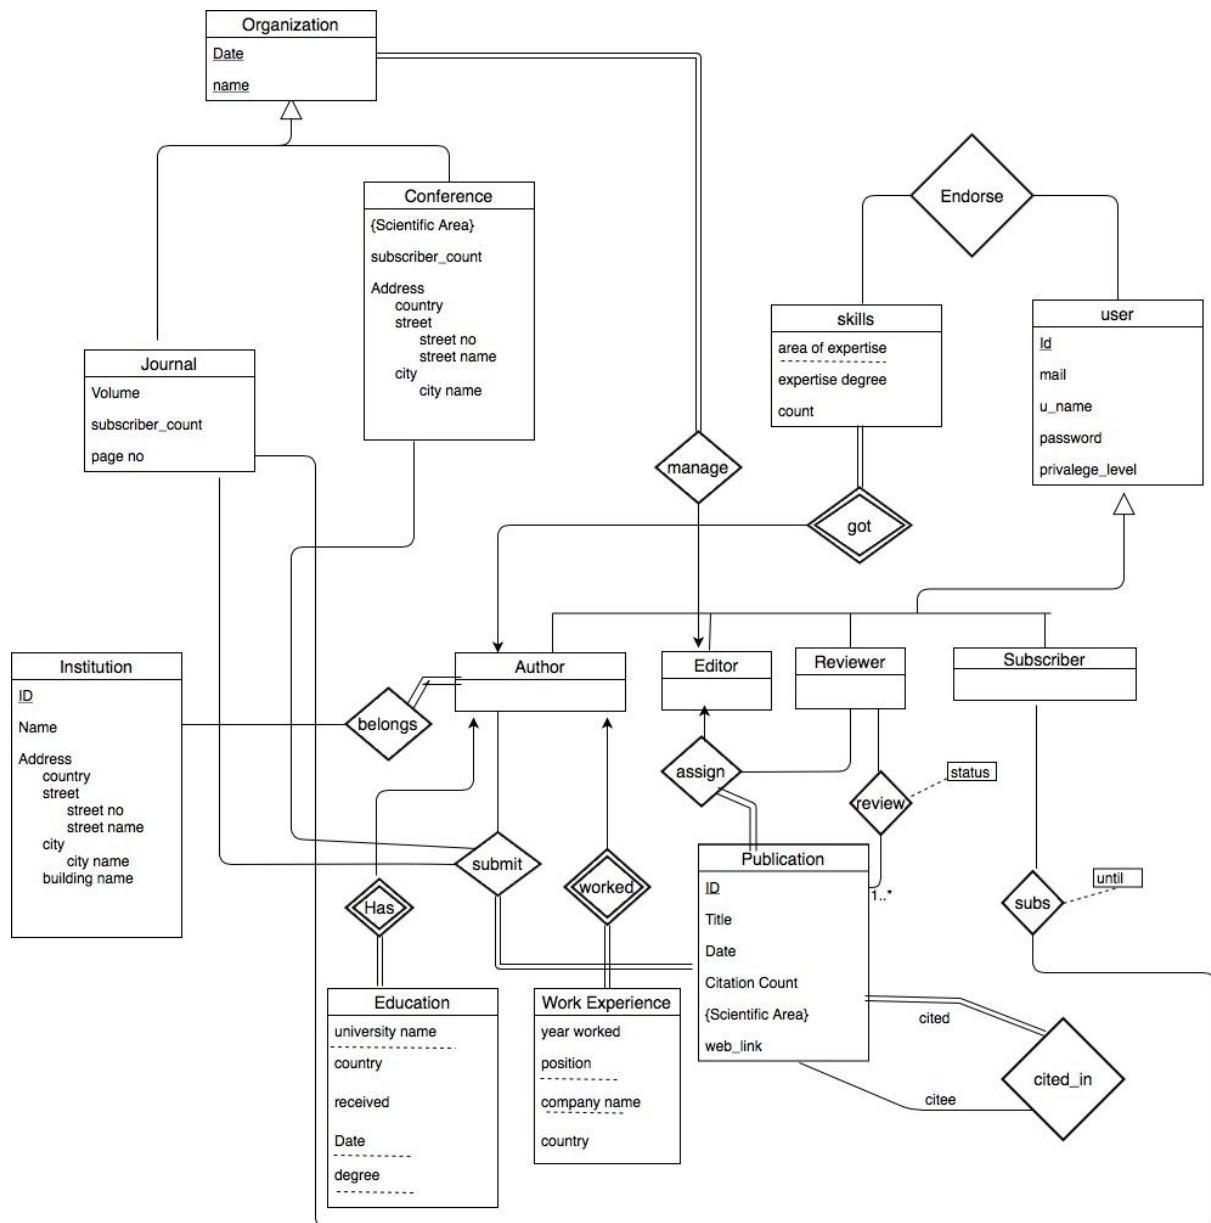 Organization
Date
name
Conference
{Scientific Area}
subscriber_count
Address
country
street
street no
street name
city
city name
Endorse
skills
area of expertise
expertise degree
count
user
Id
mail
u_name
password
privalege_level
Journal
Volume
subscriber_count
page no
manage
got
Institution
ID
Name
Address
country
street
street no
street name
city
city name
building name
belongs
Author
Editor
Reviewer
Subscriber
assign
review
status
submit
worked
Has
Publication
ID
Title
Date
Citation Count
{Scientific Area}
web_link
1..*
subs
until
Education
university name
country
received
Date
degree
Work Experience
year worked
position
company name
country
cited
citee
cited_in